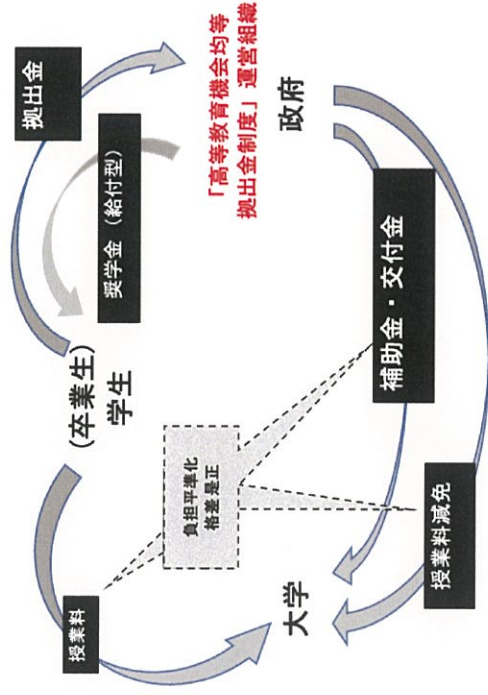 拠出金
奨学金（給付型）
(卒業生)
学生
「高等教育機会均等
拠出金制度」運営組織
政府
授業料
負担平準化
格差是正
補助金・交付金
大学
授業料減免